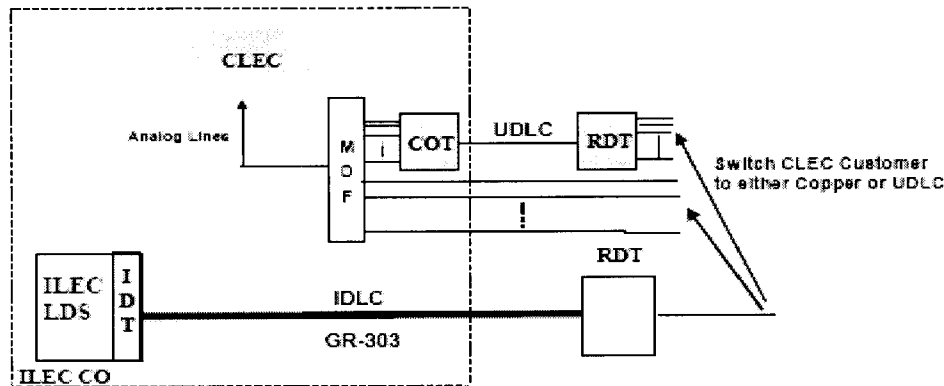 CLEC
Analog Lines
M
D
F
COT
UDLC
RDT
Switch CLEC Customer
to either Copper or UDLC
RDT
ILEC
LDS
I
D
T
IDLC
GR-303
ILEC CO